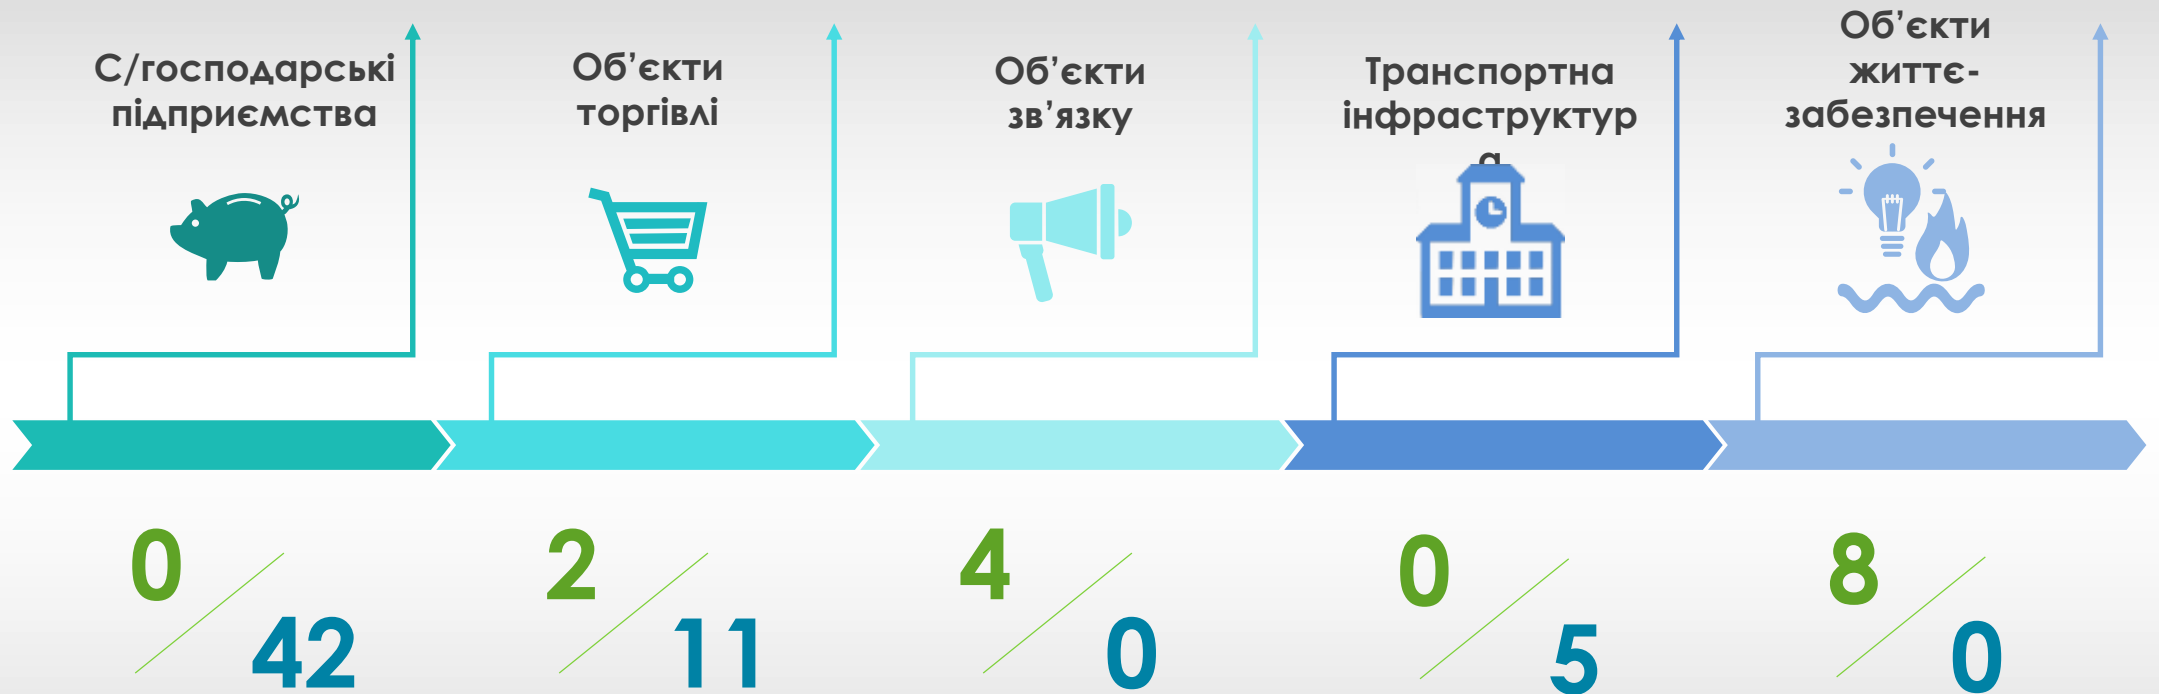 С/господарські
підприємства
Об’єкти
торгівлі
Об’єкти
зв’язку
Транспортна
інфраструктур
а
Об’єкти
життє-
забезпечення
0
42
2
11
4
0
0
5
8
0